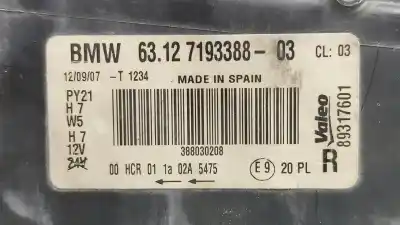 BMW 63.12 7193388-03 CL: 03
12/09/07 -T 1234 MADE IN SPAIN
PY21
H 7
W5
H 7
12V
24V
388030208
00 HCR 01 1a 02A 5475
E9 20 PL
Valeo
89317601
R